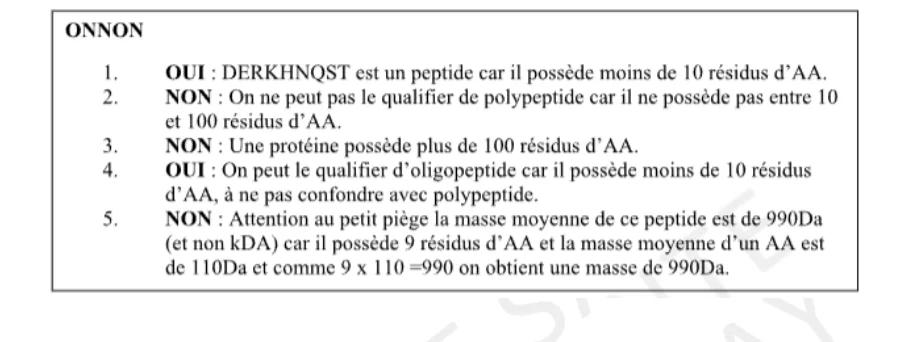 ONNON
1. OUI : DERKHNQST est un peptide car il possède moins de 10 résidus d’AA.
2. NON : On ne peut pas le qualifier de polypeptide car il ne possède pas entre 10
et 100 résidus d’AA.
3. NON : Une protéine possède plus de 100 résidus d’AA.
4. OUI : On peut le qualifier d’oligopeptide car il possède moins de 10 résidus
d’AA, à ne pas confondre avec polypeptide.
5. NON : Attention au petit piège la masse moyenne de ce peptide est de 990Da
(et non kDA) car il possède 9 résidus d’AA et la masse moyenne d’un AA est
de 110Da et comme 9 x 110 =990 on obtient une masse de 990Da.